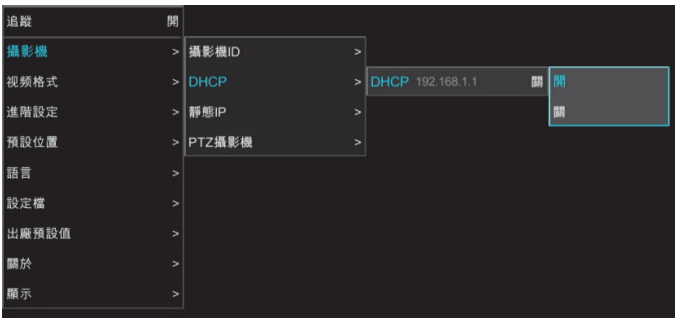 追蹤 開
攝影機 > 攝影機ID >
视频格式 > DHCP > DHCP 192.168.1.1 關 開
進階設定 > 靜態IP > 關
預設位置 > PTZ攝影機 >
語言 >
設定檔 >
出廠預設值 >
關於 >
顯示 >